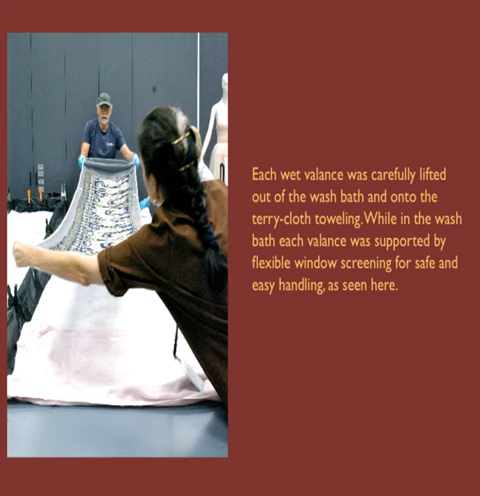 Each wet valance was carefully lifted
out of the wash bath and onto the
terry-cloth toweling. While in the wash
bath each valance was supported by
flexible window screening for safe and
easy handling, as seen here.